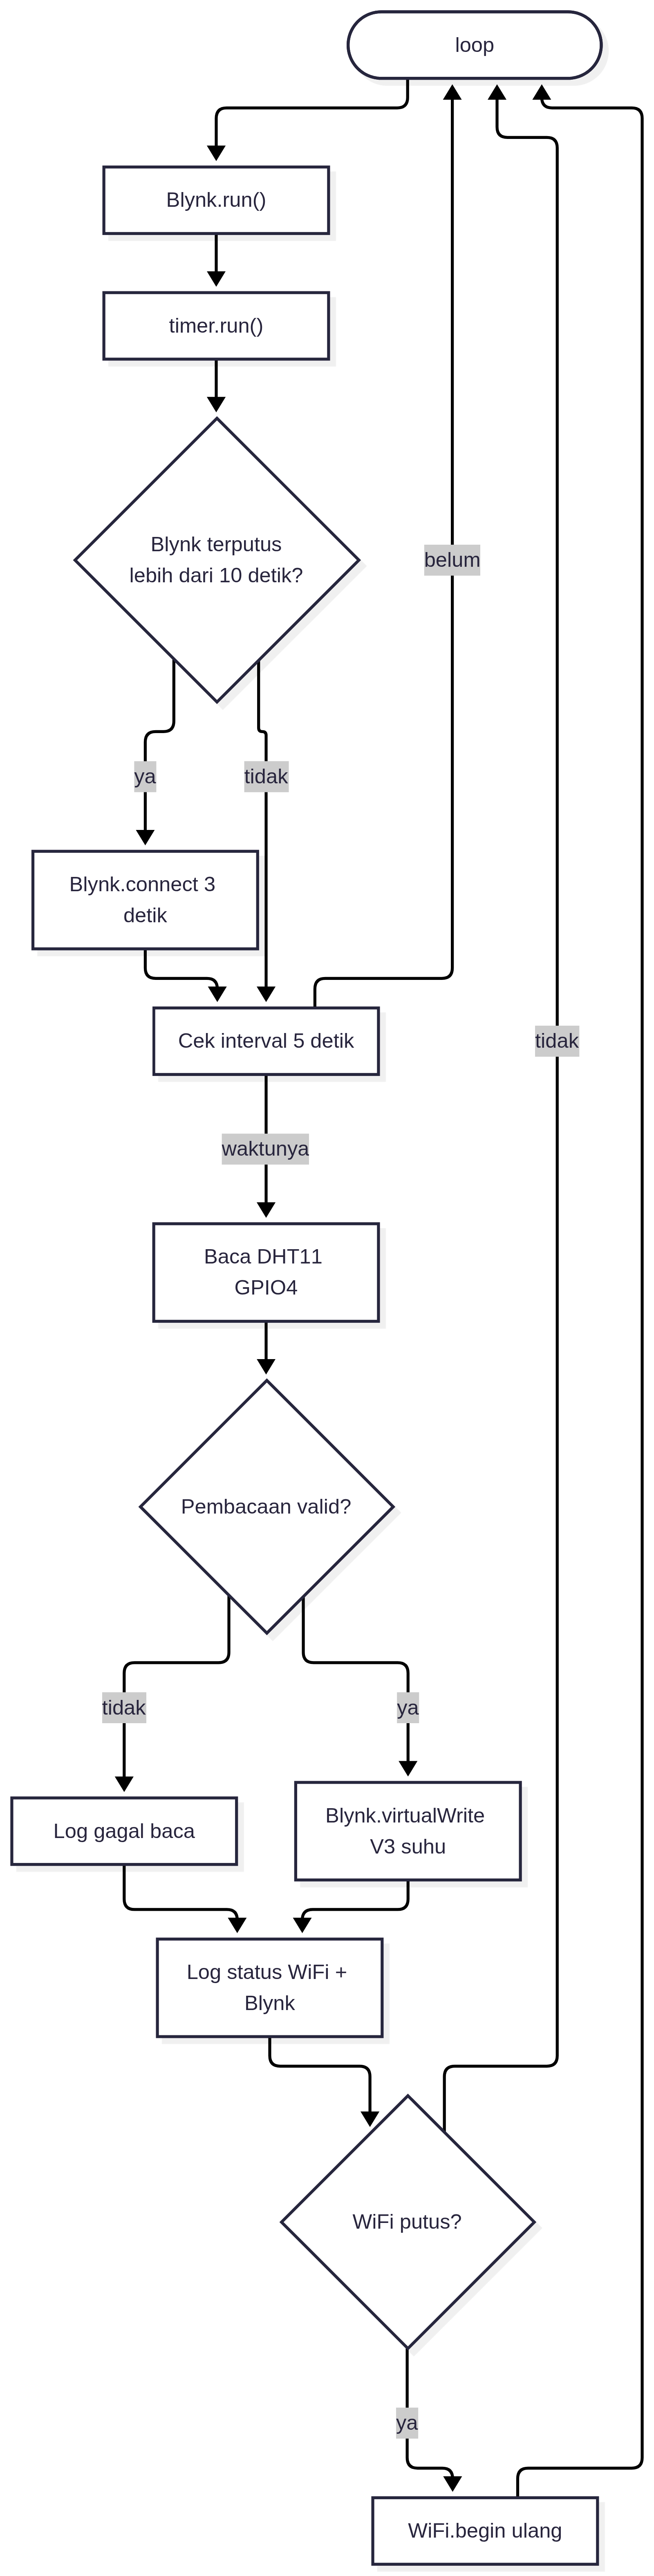 loop
Blynk.run()
timer.run()
Blynk terputus
lebih dari 10 detik?
belum
ya
tidak
Blynk.connect 3
detik
Cek interval 5 detik
tidak
waktunya
Baca DHT11
GPIO4
Pembacaan valid?
tidak
ya
Log gagal baca
Blynk.virtualWrite
V3 suhu
Log status WiFi +
Blynk
WiFi putus?
ya
WiFi.begin ulang